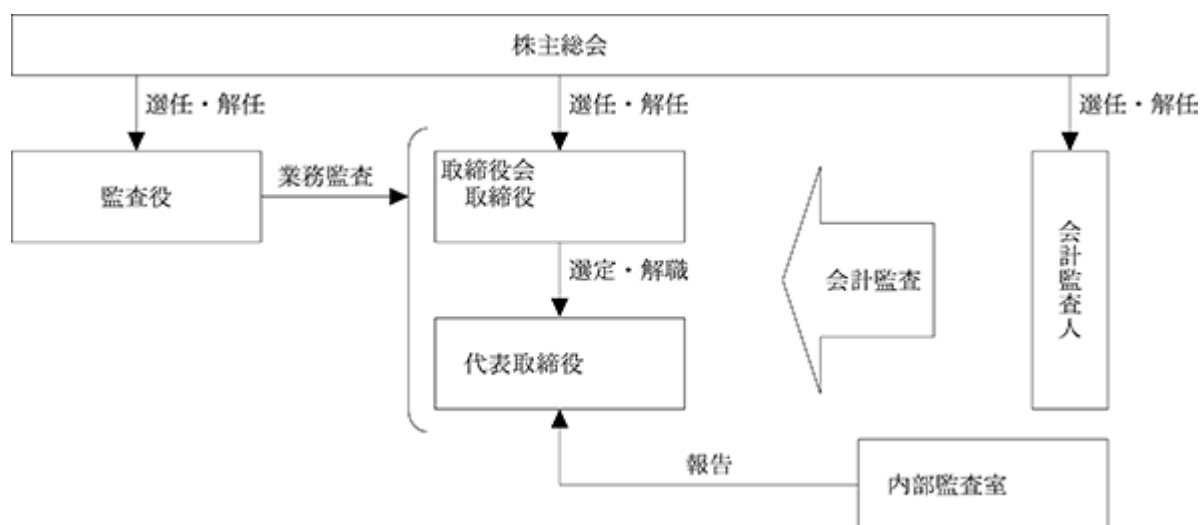 株主総会
選任・解任
選任・解任
選任・解任
監査役
業務監査
取締役会
取締役
選定・解職
代表取締役
会計監査
会計監査人
報告
内部監査室